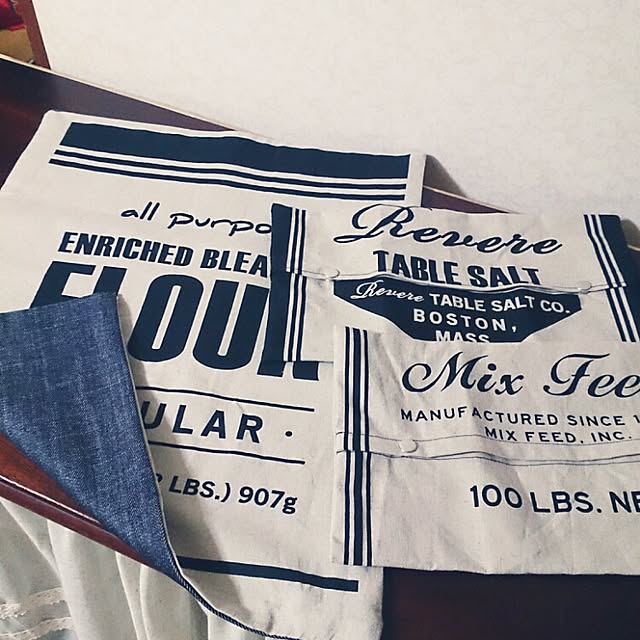 all purpo
ENRICHED BLEA
FLOUR
ULAR ·
LBS.) 907g
Revere
TABLE SALT
Revere TABLE SALT CO.
BOSTON,
MASS
Mix Fee
MANUFACTURED SINCE 1
MIX FEED, INC.
100 LBS. NE